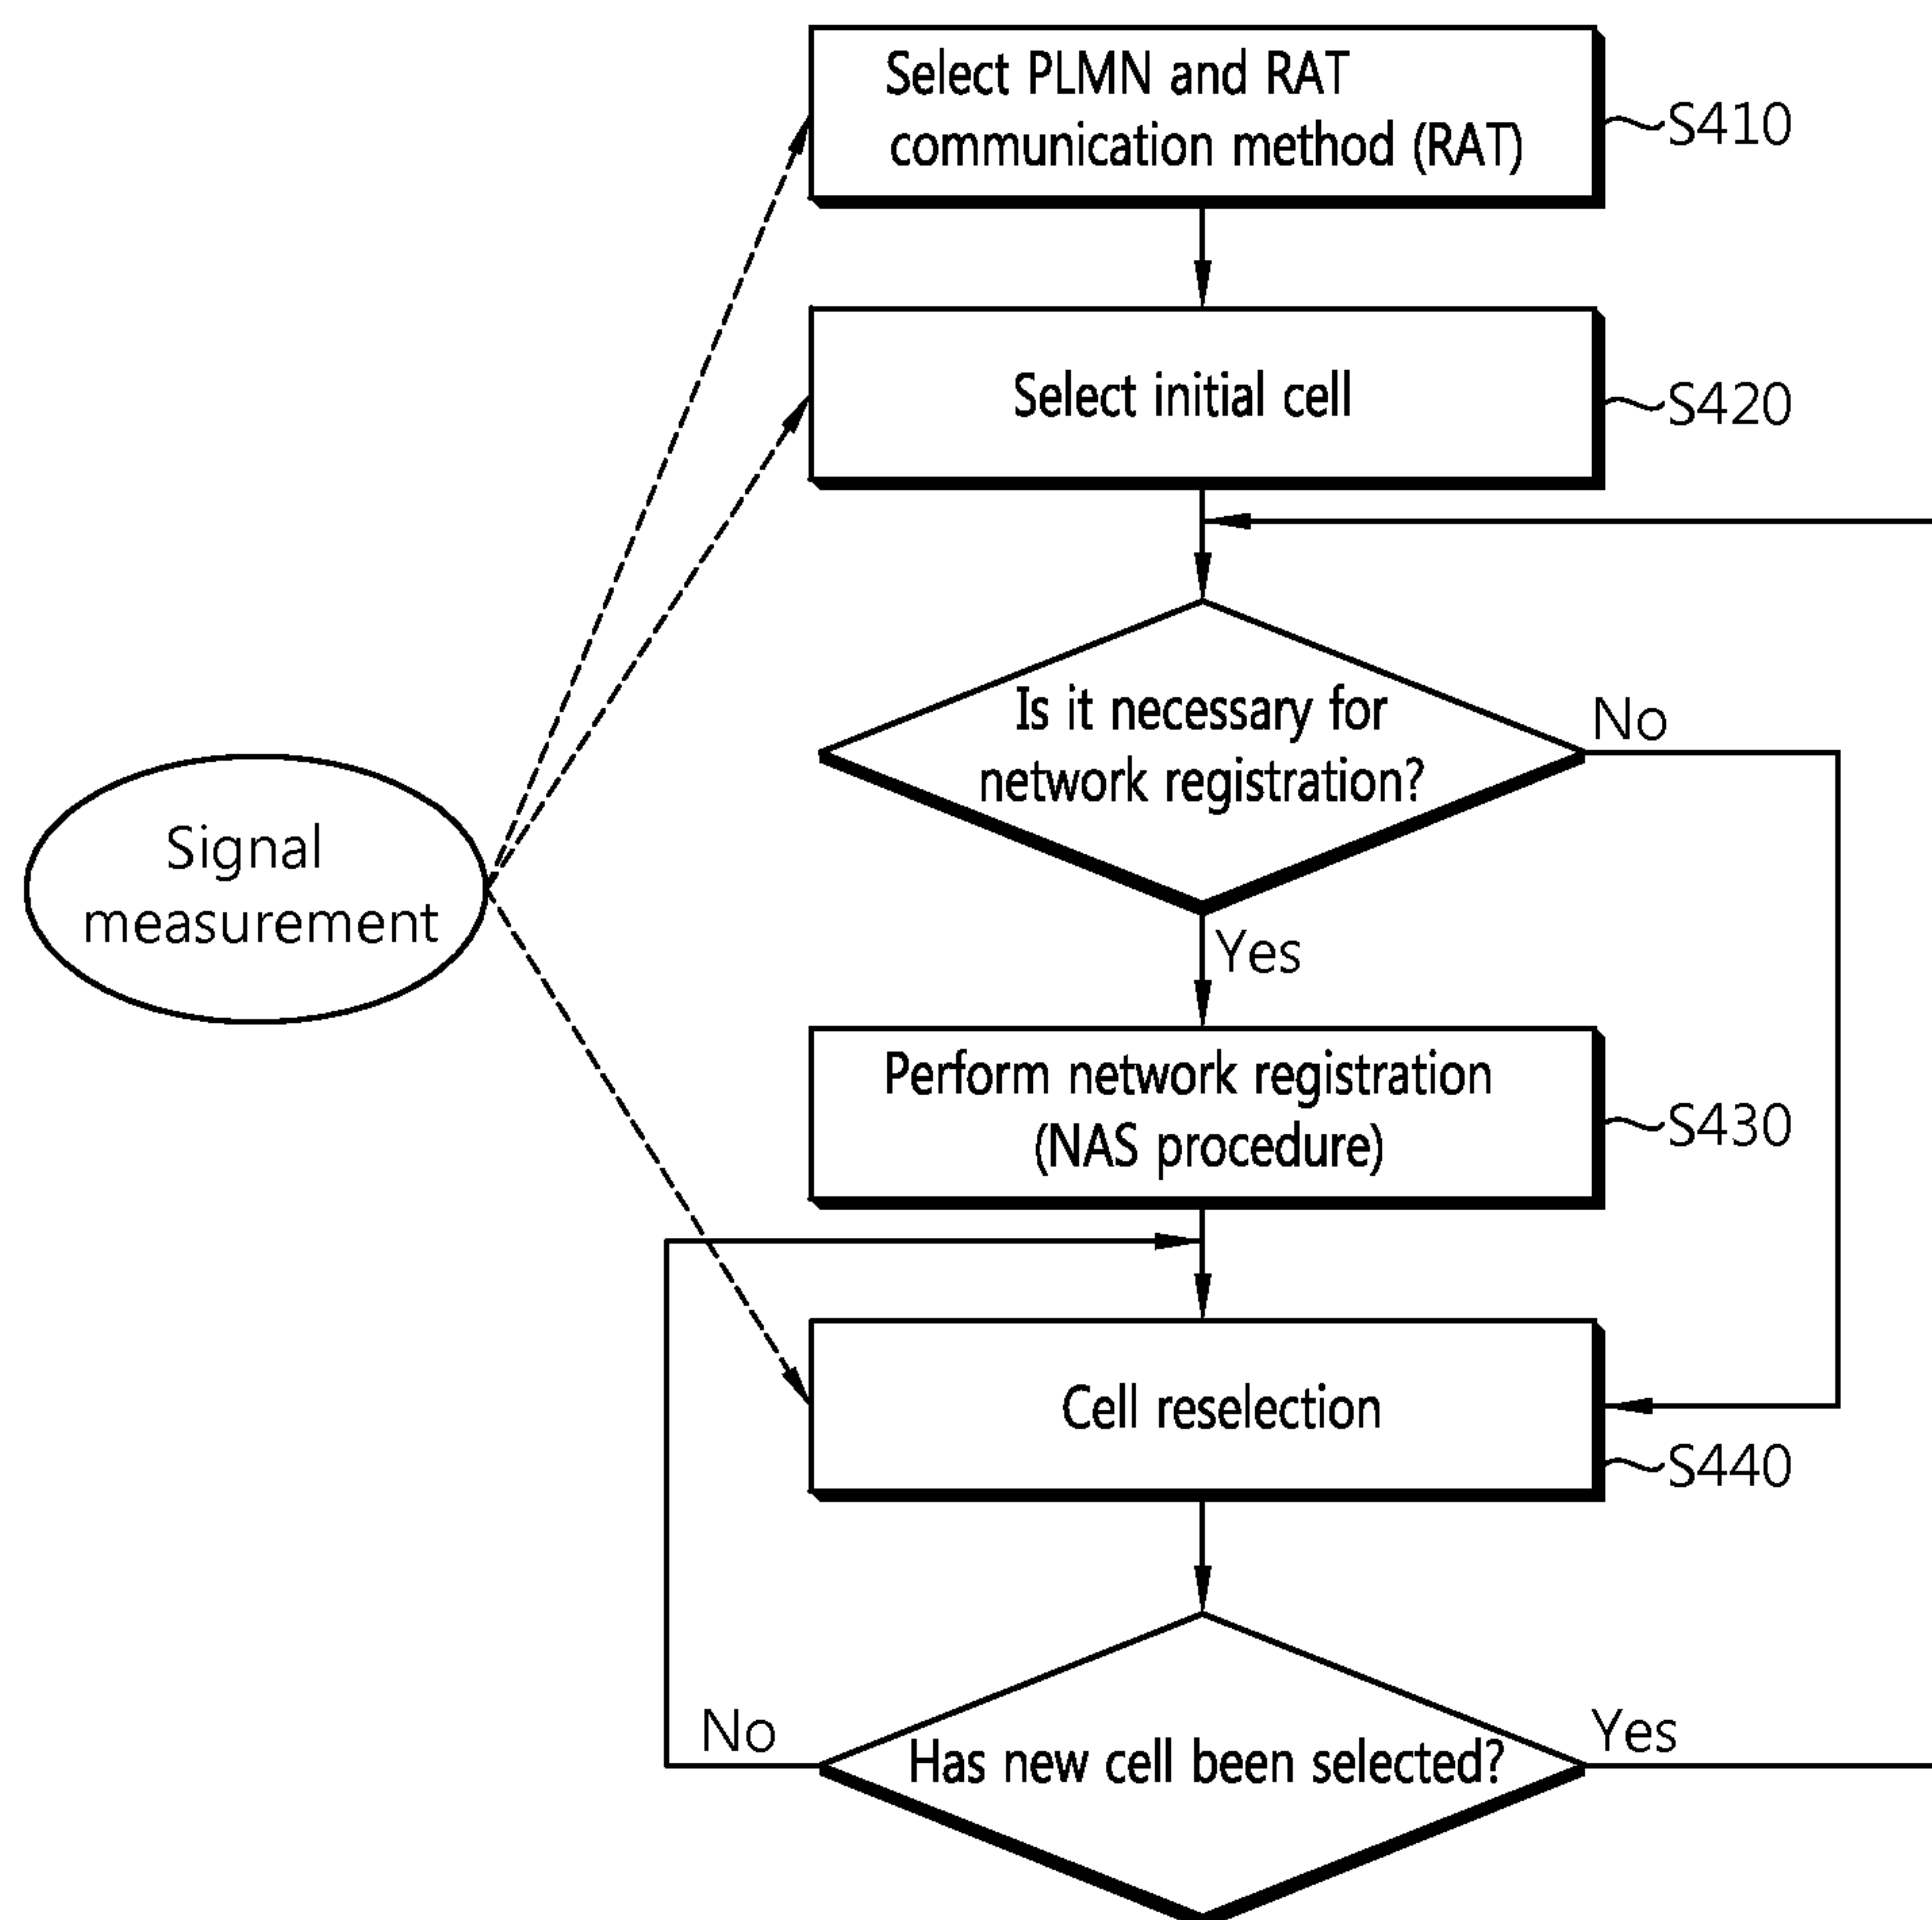 Select PLMN and RAT
communication method (RAT)
S410
Select initial cell
S420
Is it necessary for
network registration?
No
Signal
measurement
Yes
Perform network registration
(NAS procedure)
S430
Cell reselection
S440
No
Has new cell been selected?
Yes